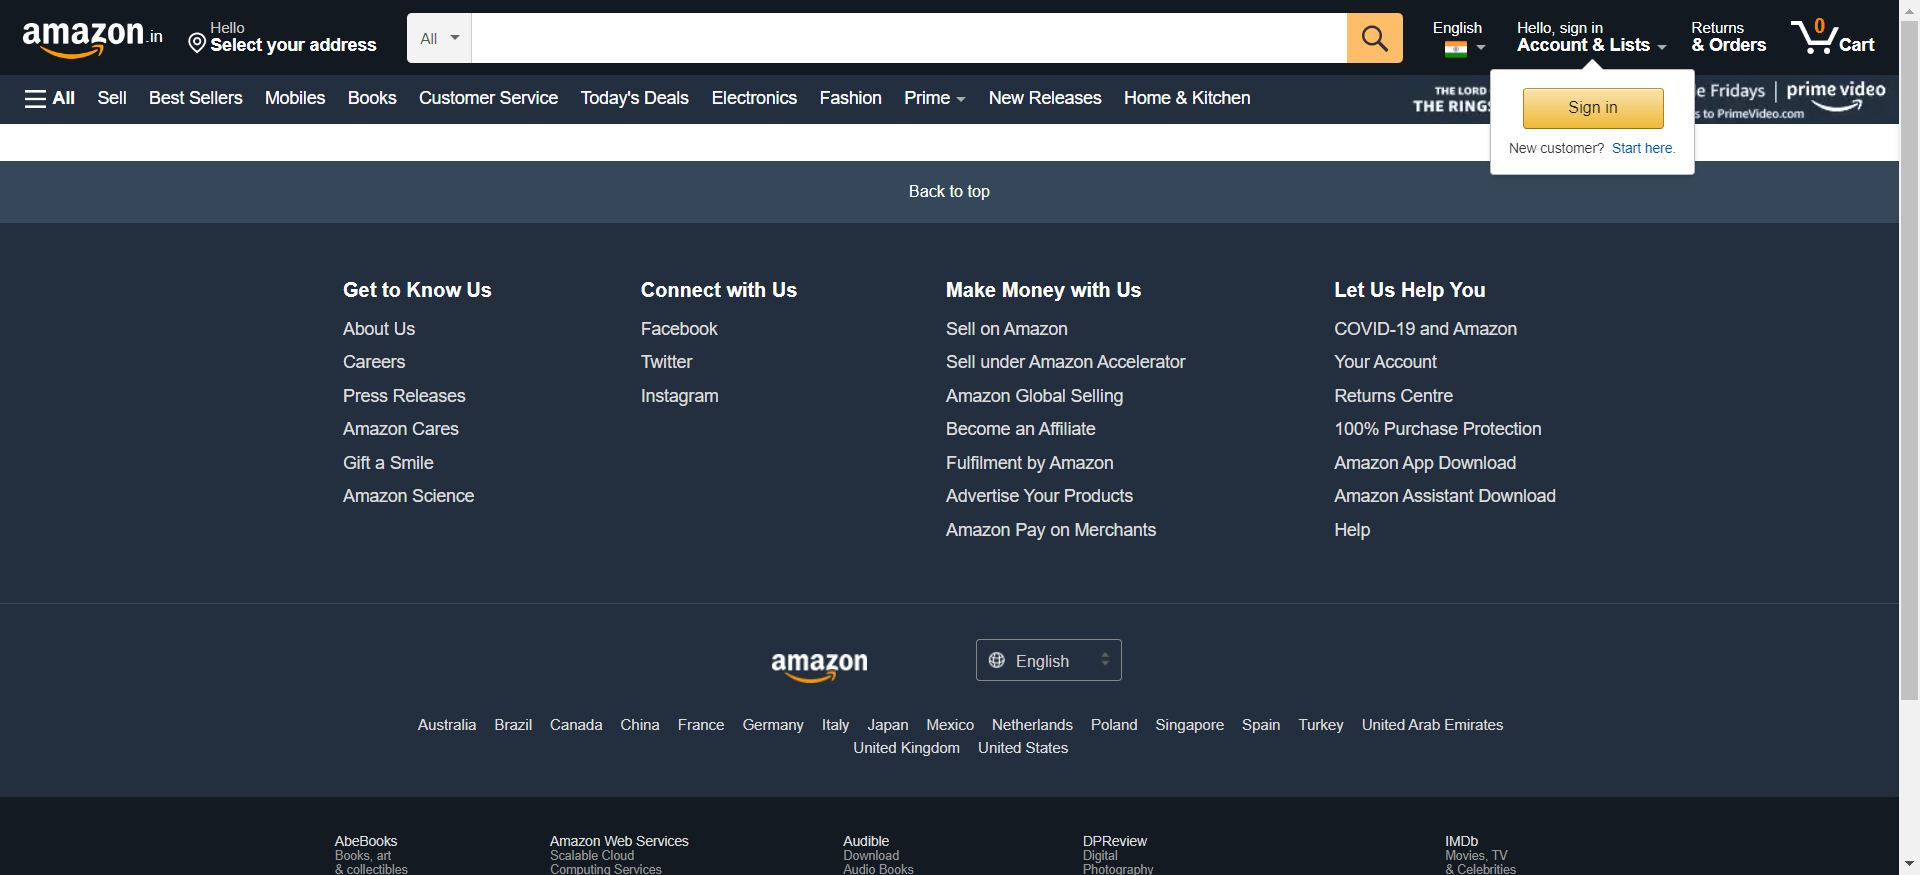 amazon.in
Hello
Select your address
All
English
Hello, sign in
Account & Lists
Returns
& Orders
0
Cart
All
Sell
Best Sellers
Mobiles
Books
Customer Service
Today's Deals
Electronics
Fashion
Prime
New Releases
Home & Kitchen
THE LORD
THE RINGS
Fridays
prime video
to PrimeVideo.com
Sign in
New customer? Start here.
Back to top
Get to Know Us
About Us
Careers
Press Releases
Amazon Cares
Gift a Smile
Amazon Science
Connect with Us
Facebook
Twitter
Instagram
Make Money with Us
Sell on Amazon
Sell under Amazon Accelerator
Amazon Global Selling
Become an Affiliate
Fulfilment by Amazon
Advertise Your Products
Amazon Pay on Merchants
Let Us Help You
COVID-19 and Amazon
Your Account
Returns Centre
100% Purchase Protection
Amazon App Download
Amazon Assistant Download
Help
amazon
English
Australia Brazil Canada China France Germany Italy Japan Mexico Netherlands Poland Singapore Spain Turkey United Arab Emirates
United Kingdom United States
AbeBooks
Books, art
& collectibles
Amazon Web Services
Scalable Cloud
Computing Services
Audible
Download
Audio Books
DPReview
Digital
Photography
IMDb
Movies, TV
& Celebrities